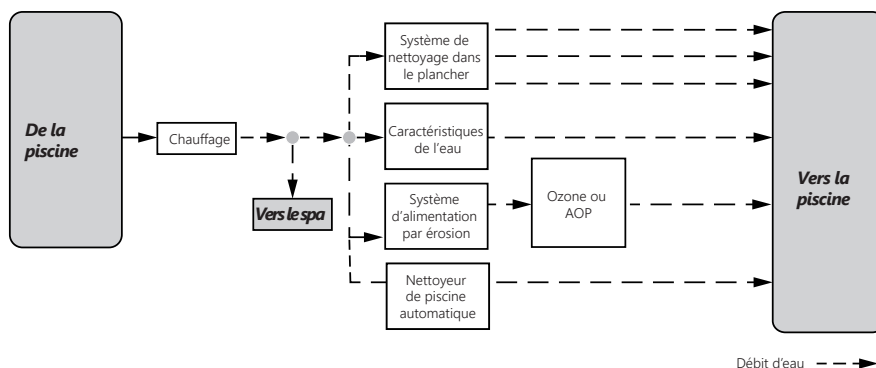 De la
piscine
Chauffage
Vers le spa
Système de
nettoyage dans
le plancher
Caractéristiques
de l'eau
Système
d'alimentation
par érosion
Ozone ou
AOP
Nettoyeur
de piscine
automatique
Vers la
piscine
Débit d'eau